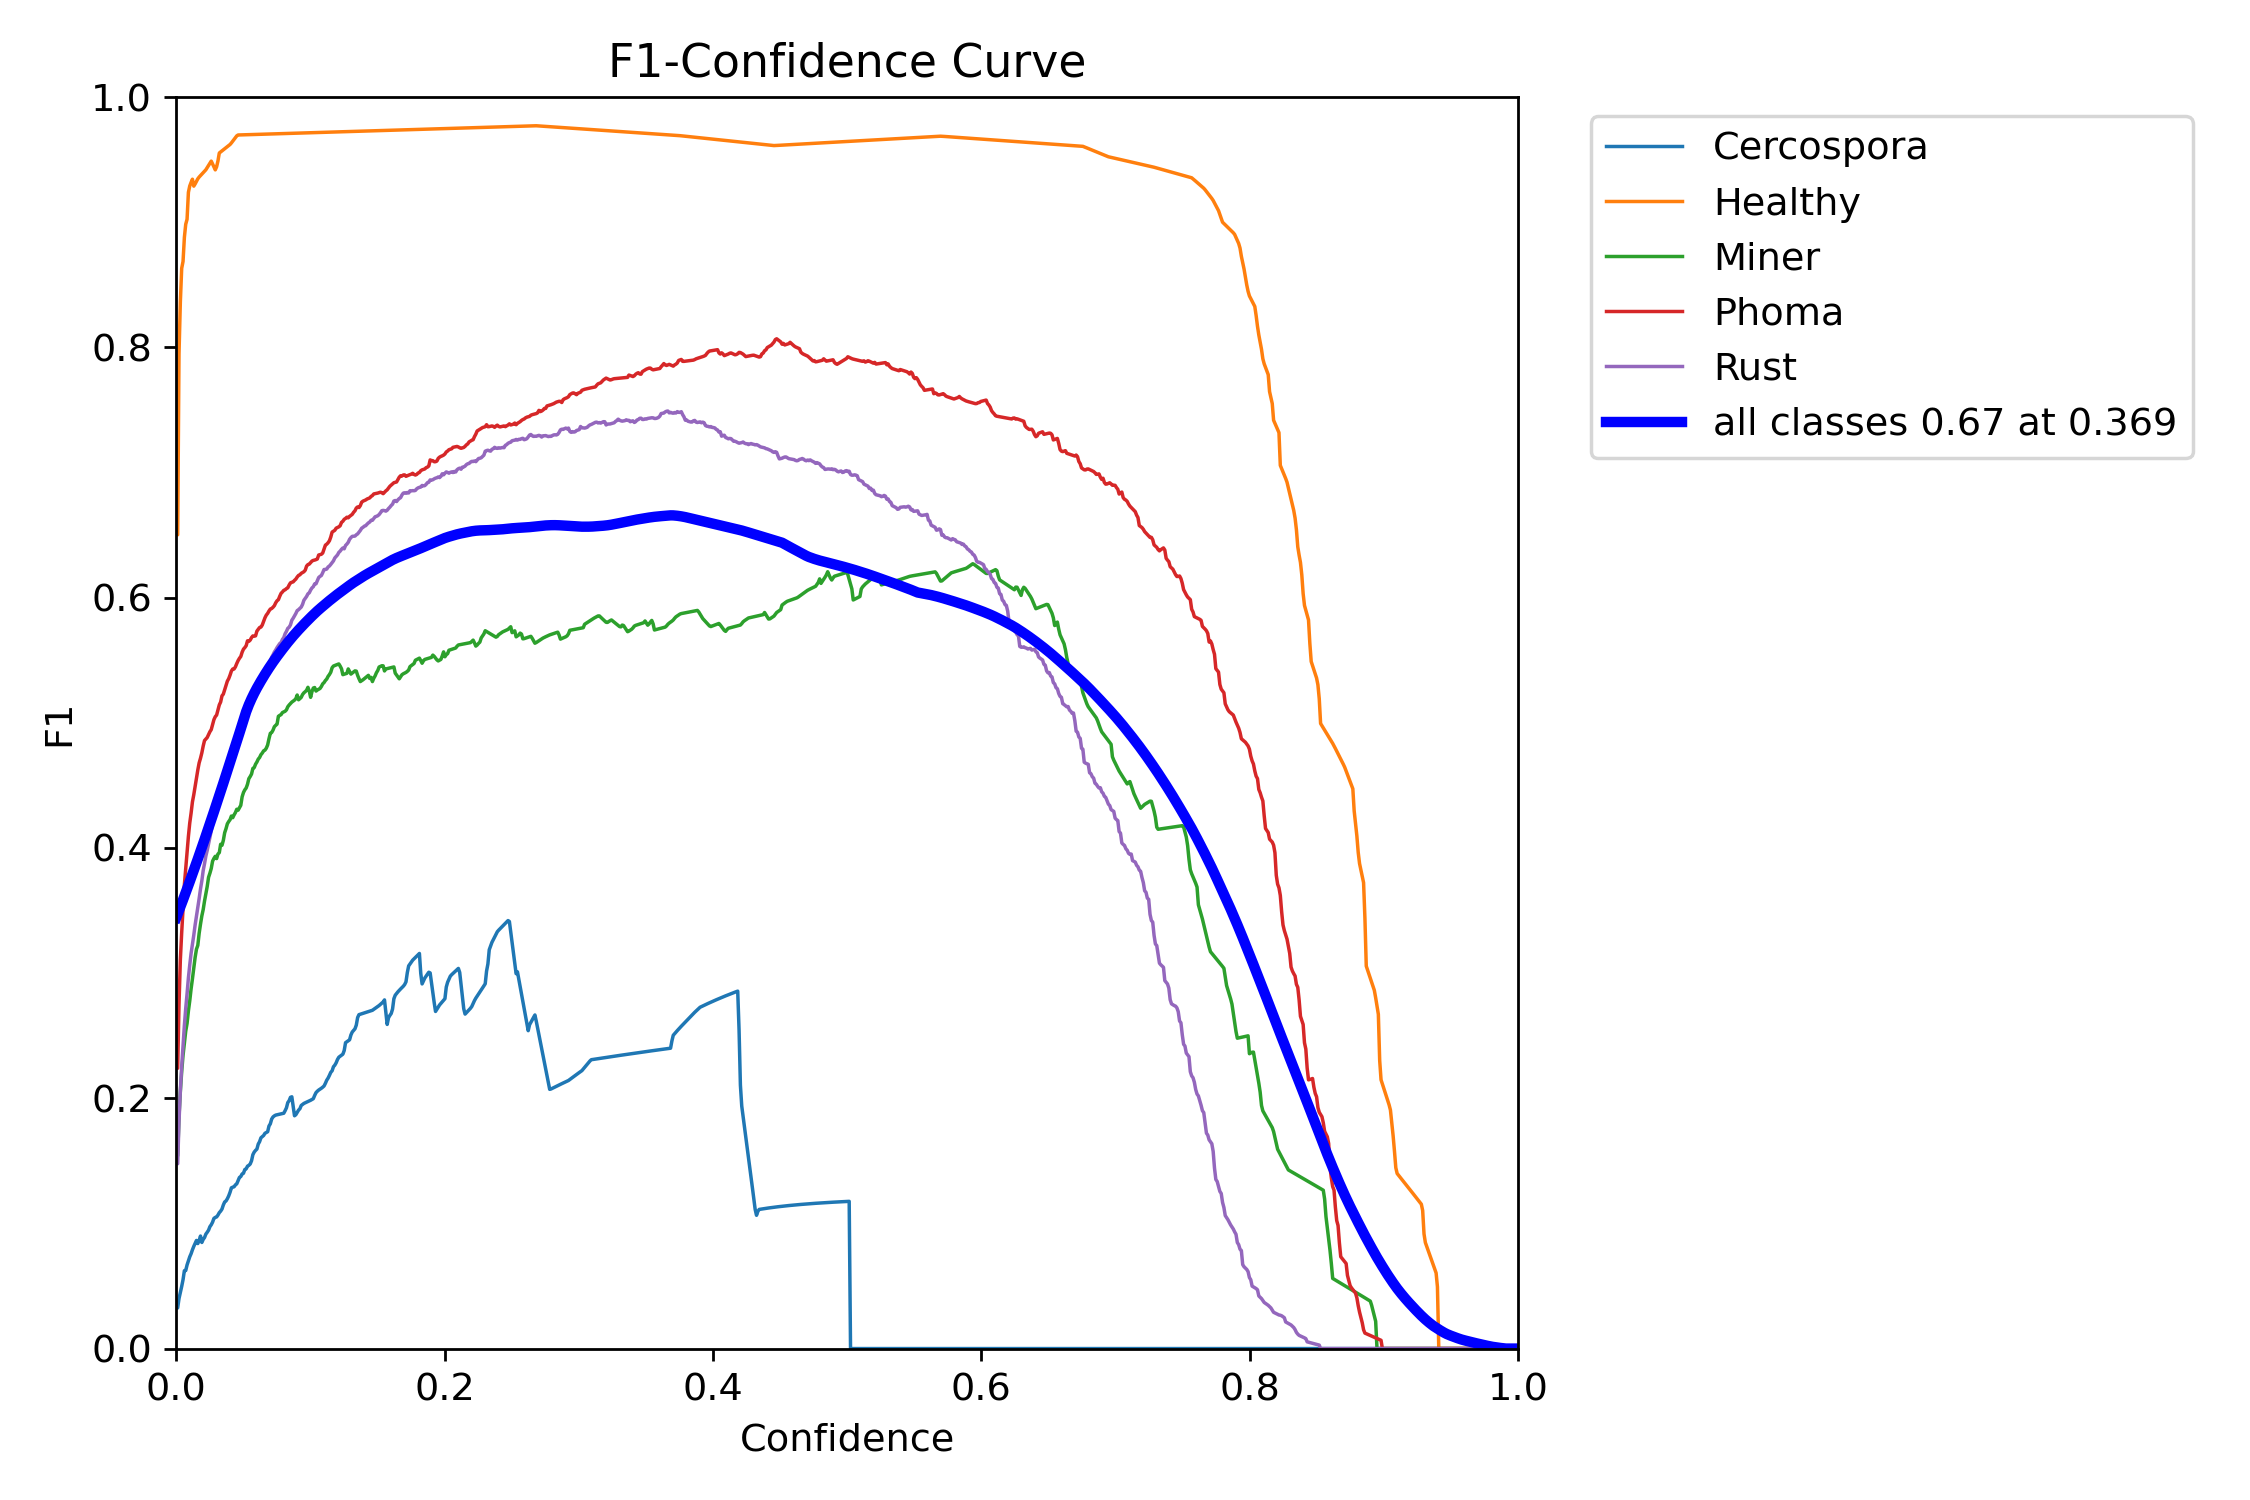 F1-Confidence Curve
1.0
0.8
0.6
0.4
0.2
0.0
F1
0.0 0.2 0.4 0.6 0.8 1.0
Confidence
Cercospora
Healthy
Miner
Phoma
Rust
all classes 0.67 at 0.369